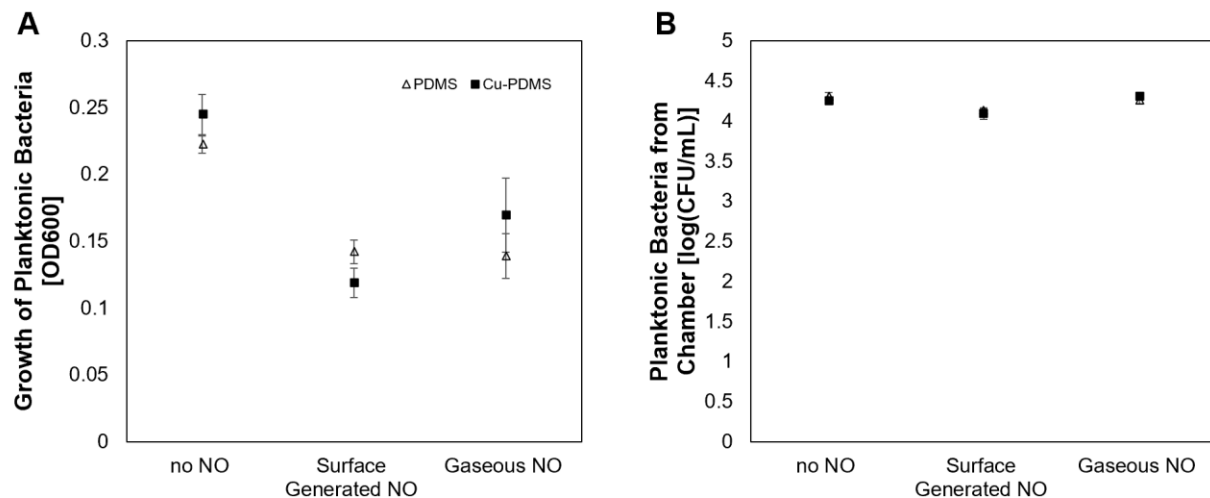 A
Growth of Planktonic Bacteria
[OD600]
0.3
0.25
0.2
0.15
0.1
0.05
0
PDMS Cu-PDMS
no NO
Surface
Generated NO
Gaseous NO
B
Planktonic Bacteria from
Chamber [log(CFU/mL)]
5
4.5
4
3.5
3
2.5
2
1.5
1
0.5
0
no NO
Surface
Generated NO
Gaseous NO